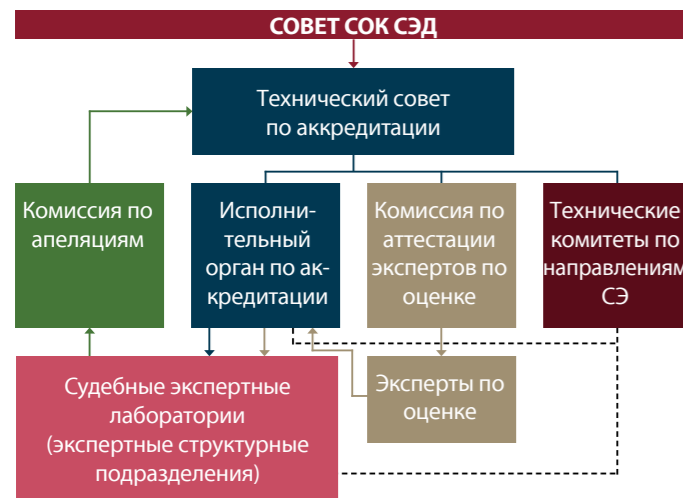 СОВЕТ СОК СЭД
Технический совет
по аккредитации
Комиссия по
апеляциям
Исполни-
тельный
орган по ак-
кредитации
Комиссия по
аттестации
экспертов по
оценке
Технические
комитеты по
направлениям
СЭ
Судебные экспертные
лаборатории
(экспертные структурные
подразделения)
Эксперты по
оценке